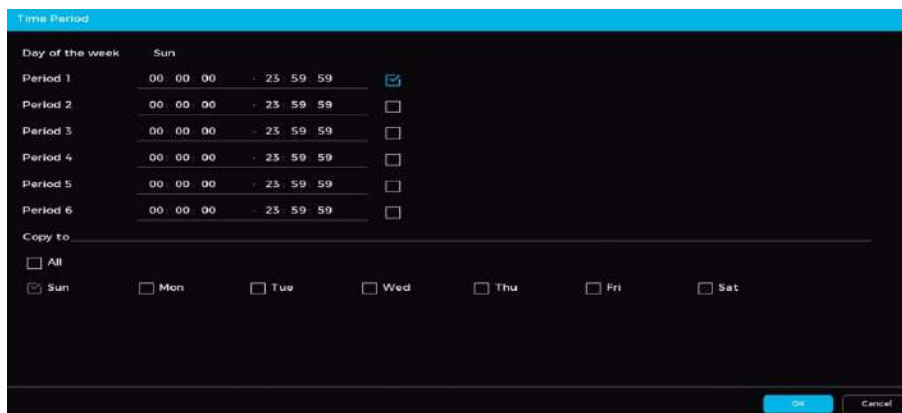 Time Period
Day of the week Sun
Period 1 00 : 00 : 00 - 23 : 59 : 59
Period 2 00 : 00 : 00 - 23 : 59 : 59
Period 3 00 : 00 : 00 - 23 : 59 : 59
Period 4 00 : 00 : 00 - 23 : 59 : 59
Period 5 00 : 00 : 00 - 23 : 59 : 59
Period 6 00 : 00 : 00 - 23 : 59 : 59
Copy to
All
Sun Mon Tue Wed Thu Fri Sat
OK Cancel